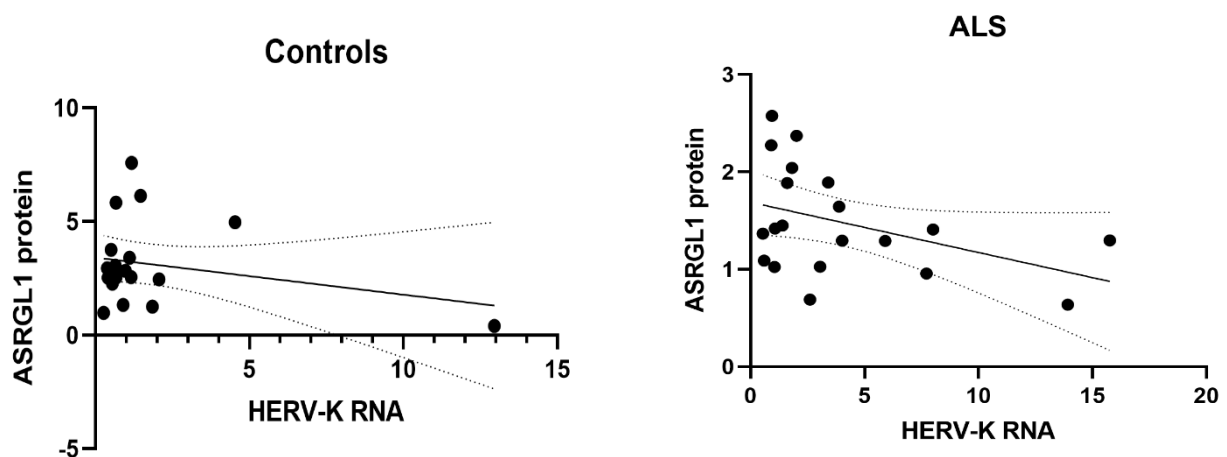 Controls
10
5
0
-5
5
10
15
ASRGL1 protein
HERV-K RNA
ALS
3
2
1
0
0
5
10
15
20
ASRGL1 protein
HERV-K RNA